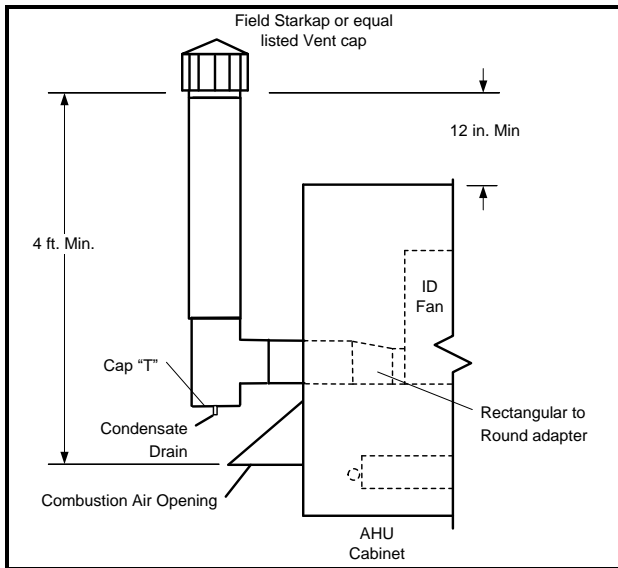 Field Starkap or equal
listed Vent cap
12 in. Min
4 ft. Min.
ID
Fan
Cap “T”
Condensate
Drain
Rectangular to
Round adapter
Combustion Air Opening
AHU
Cabinet